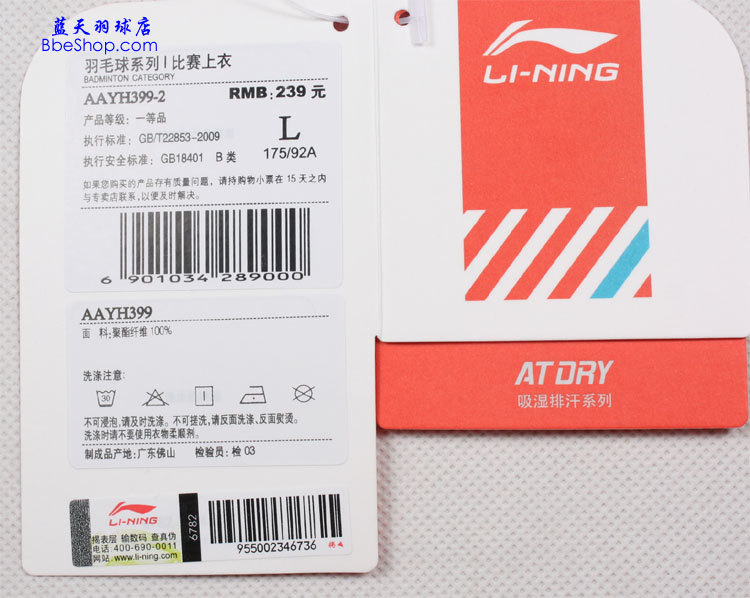 蓝天羽球店
BbeShop.com
羽毛球系列 | 比赛上衣
BADMINTON CATEGORY
AAYH399-2 RMB: 239 元
产品等级: 一等品
执行标准: GB/T22853-2009
执行安全标准: GB18401 B 类
L
175/92A
如果您购买的产品存有质量问题, 请持购物小票在 15 天之内
与专卖店联系,以便及时解决。
6 901034 289000
AAYH399
面 料:聚酯纤维 100%
洗涤注意:
30
不可浸泡,请及时洗涤。不可搓洗,请反面洗涤、反面熨烫。
洗涤时请不要使用衣物柔顺剂。
制成品产地:广东佛山 检验员: 检 03
LI-NING
揭表层 输数码 查真伪
电话:400-690-0011
网站:www.li-ning.com
6782
955002346736
LI-NING
AT DRY
吸湿排汗系列